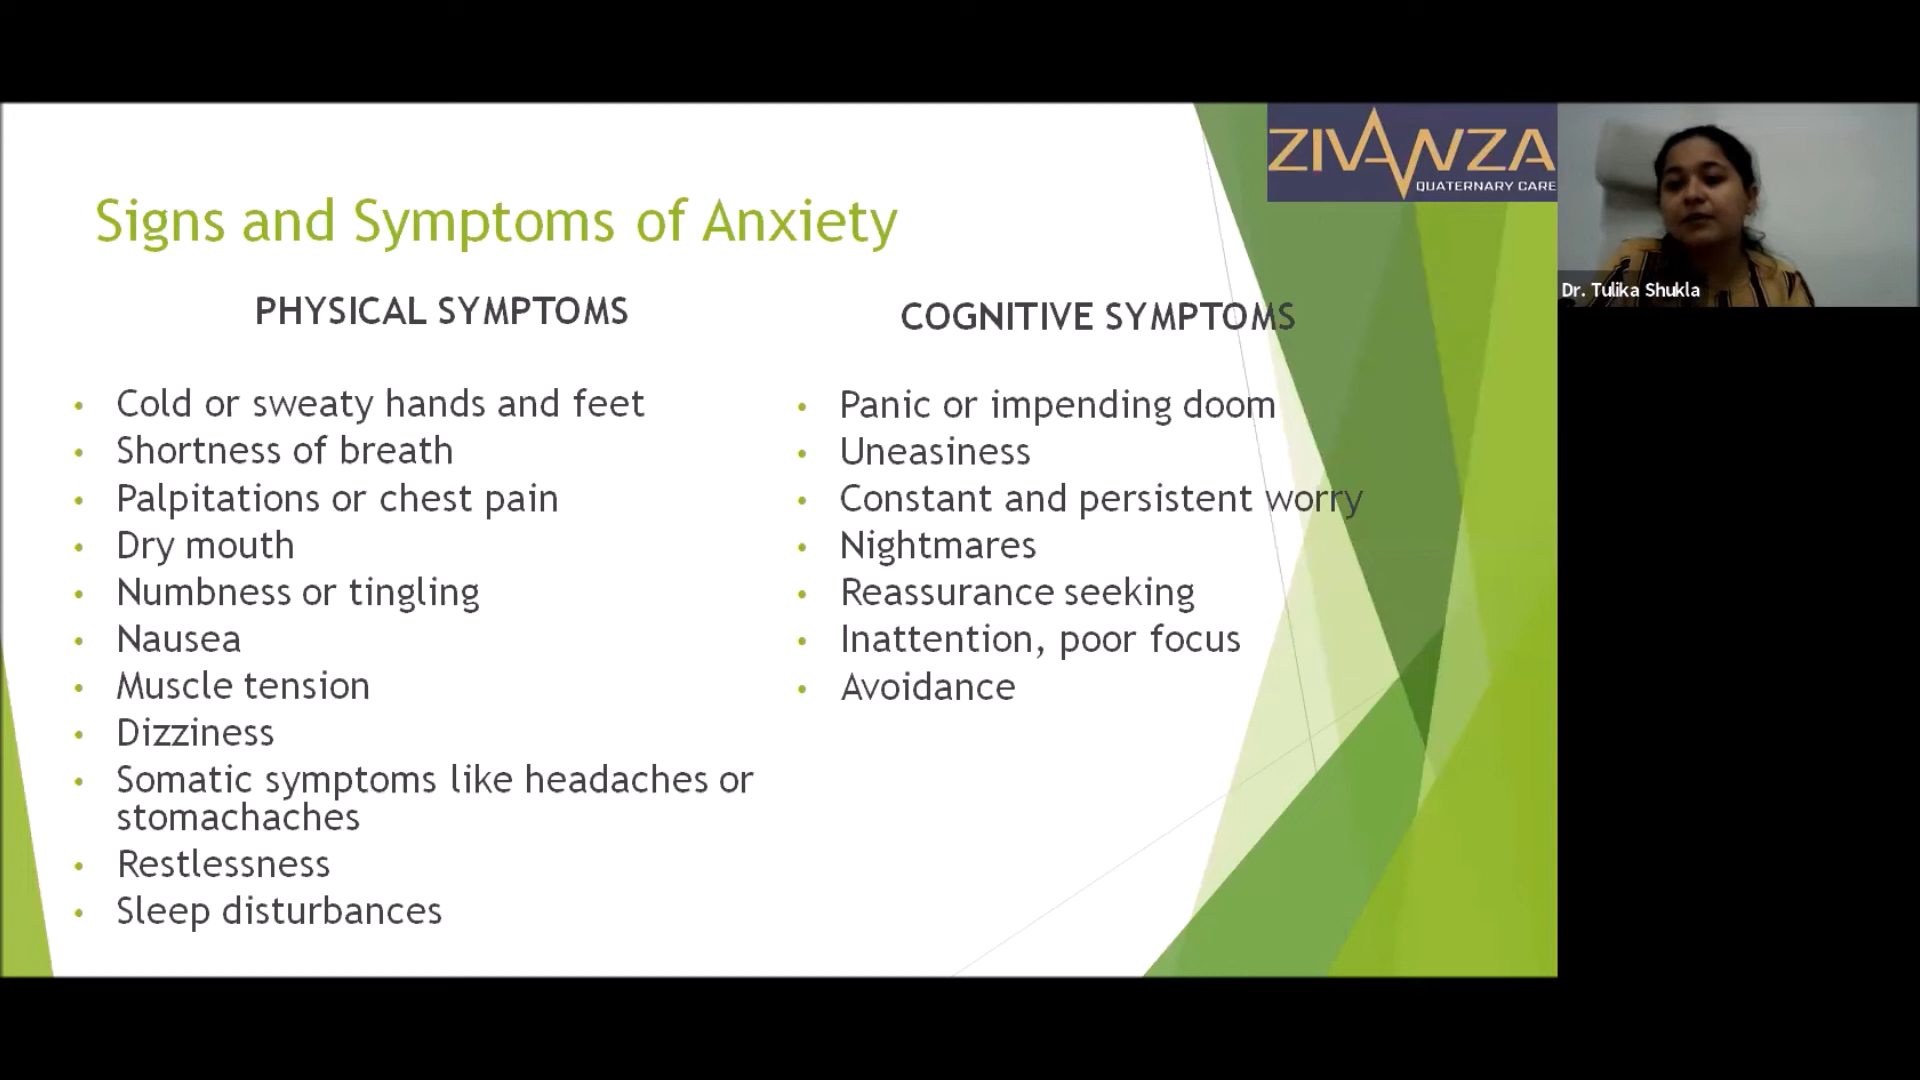 ZIVANZA
QUATERNARY CARE
Dr. Tulika Shukla
Signs and Symptoms of Anxiety
PHYSICAL SYMPTOMS
• Cold or sweaty hands and feet
• Shortness of breath
• Palpitations or chest pain
• Dry mouth
• Numbness or tingling
• Nausea
• Muscle tension
• Dizziness
• Somatic symptoms like headaches or
stomachaches
• Restlessness
• Sleep disturbances
COGNITIVE SYMPTOMS
• Panic or impending doom
• Uneasiness
• Constant and persistent worry
• Nightmares
• Reassurance seeking
• Inattention, poor focus
• Avoidance